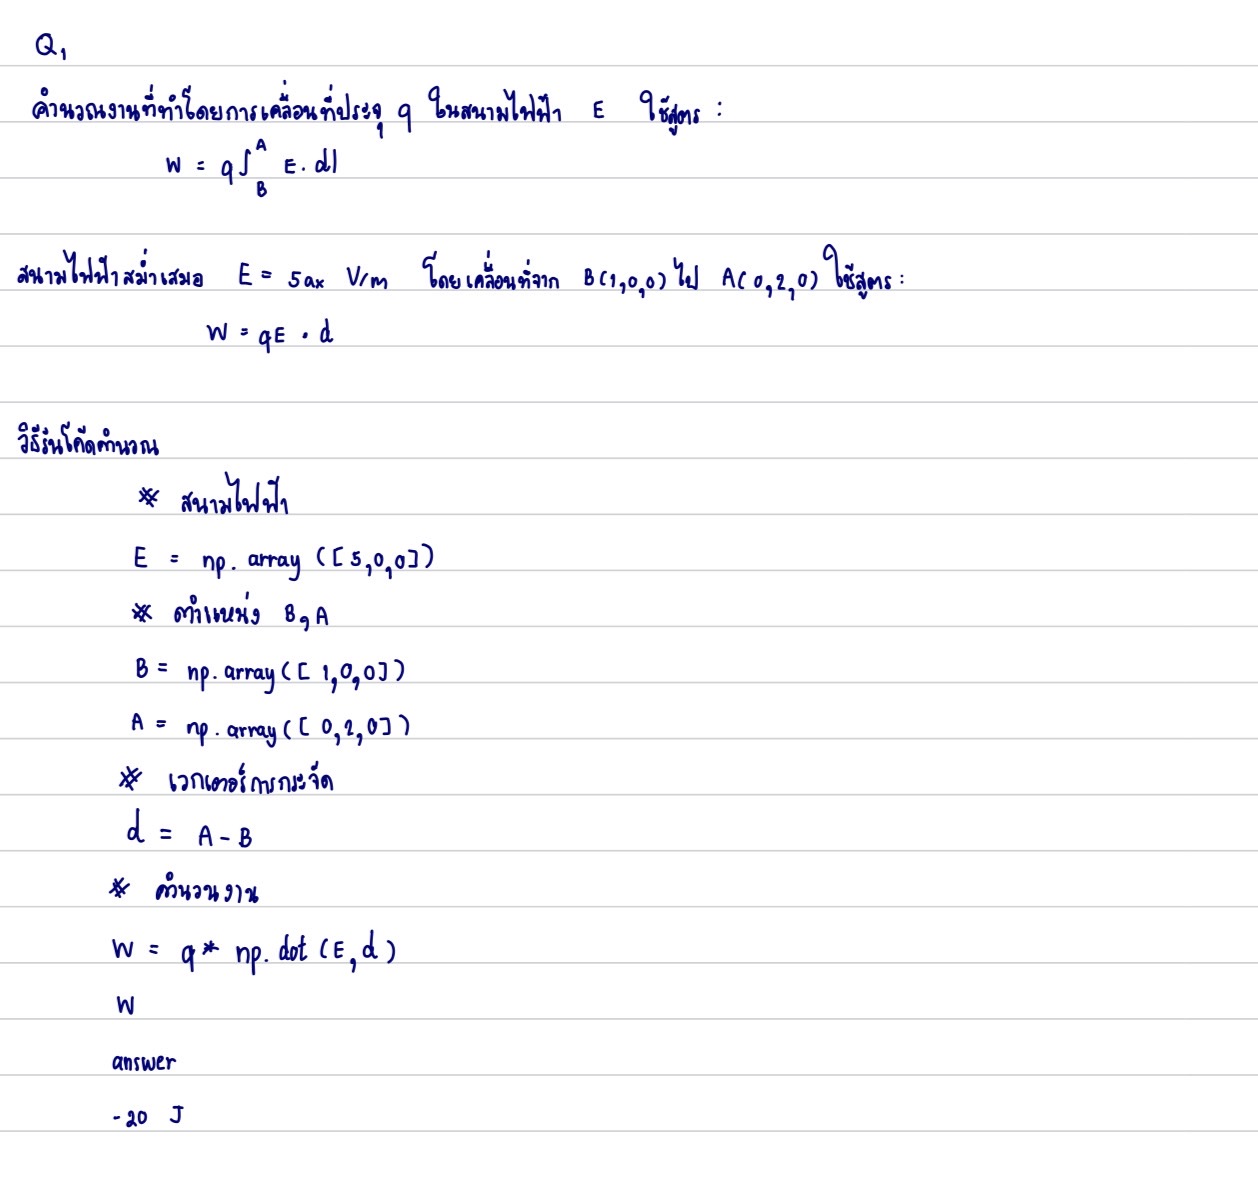 Q1
คำนวณงานที่ทำโดยการเคลื่อนที่ประจุ q ในสนามไฟฟ้า E ใช้สูตร :
W = q∫_B^A E · dl
สนามไฟฟ้าสม่ำเสมอ E = 5ax V/m โดยเคลื่อนที่จาก B(1,0,0) ไป A(0,2,0) ใช้สูตร :
W = qE · d
วิธีรันโค๊ดคำนวณ
# สนามไฟฟ้า
E = np. array ([5,0,0])
# ตำแหน่ง B,A
B = np. array([1,0,0])
A = np. array([0,2,0])
# เวกเตอร์การกระจัด
d = A - B
# คำนวนงาน
W = q* np. dot (E,d)
W
answer
-20 J